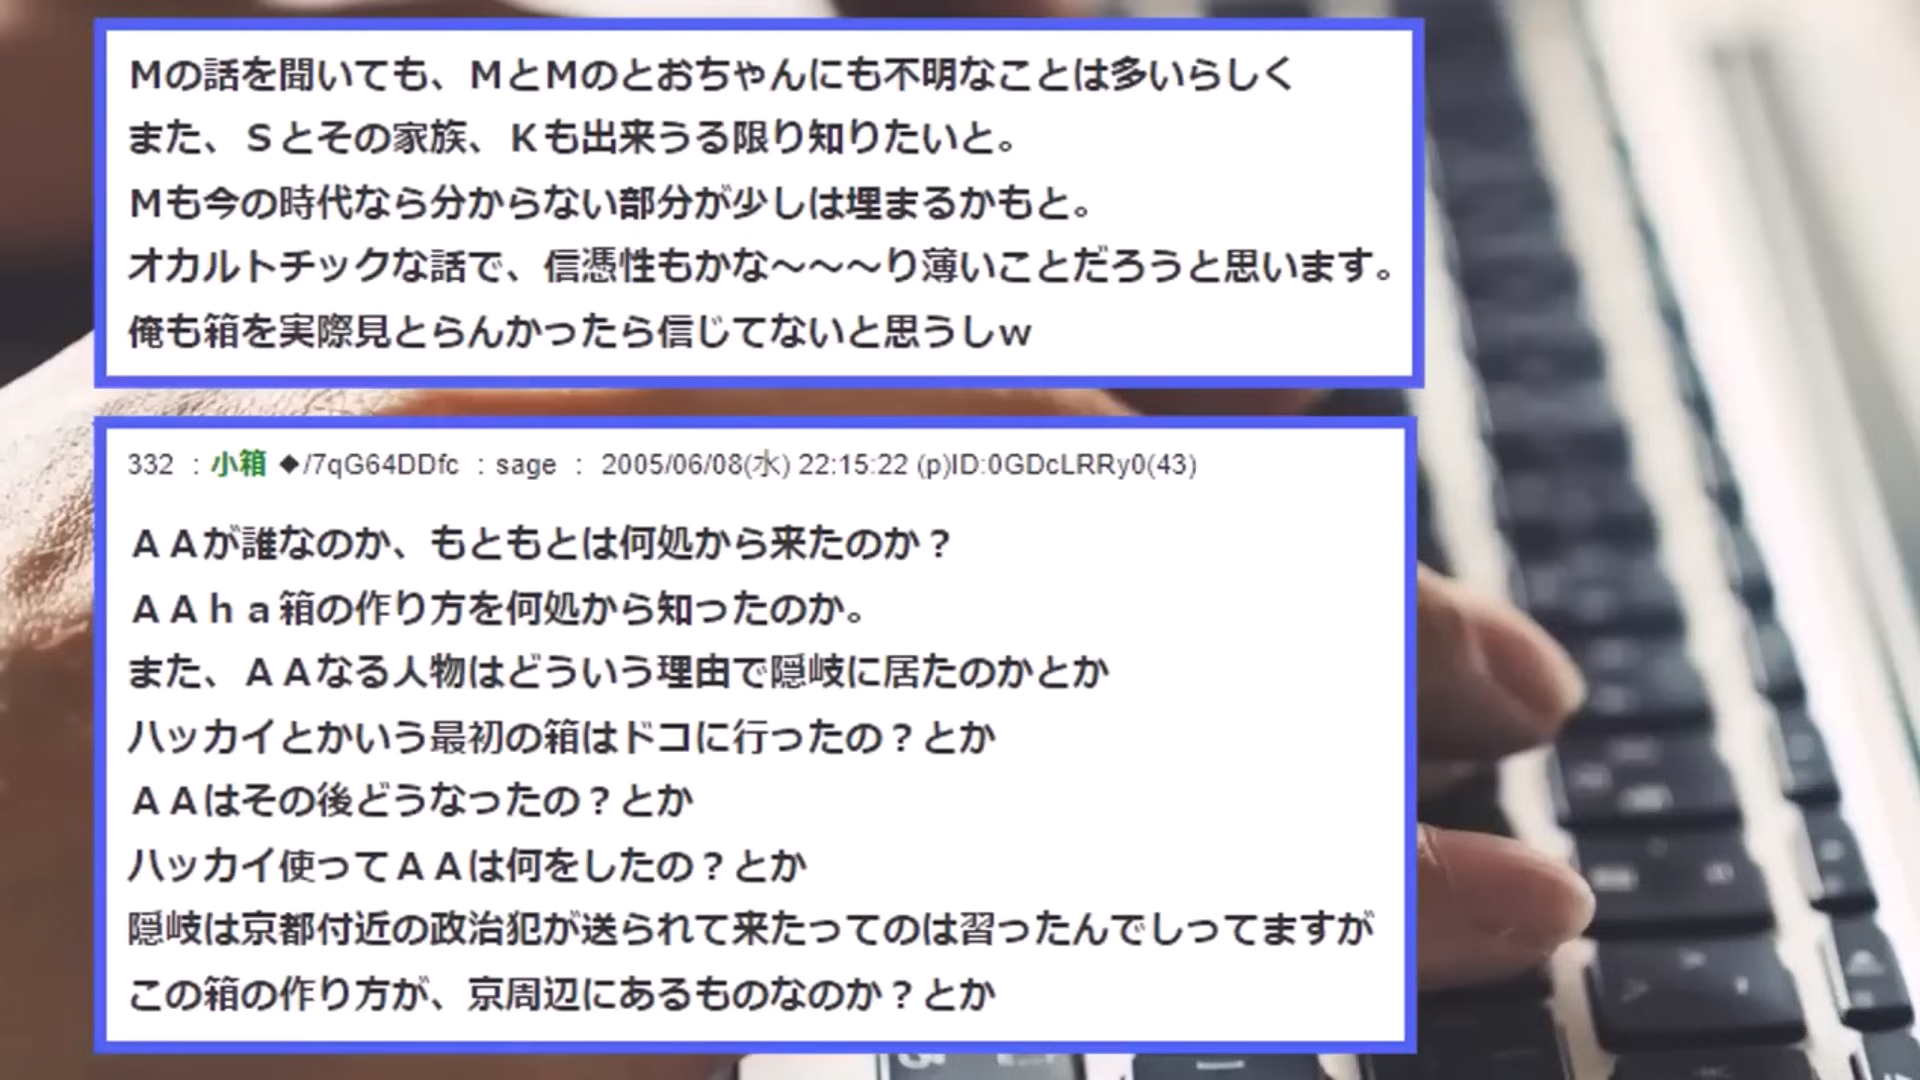 Ｍの話を聞いても、ＭとＭのとおちゃんにも不明なことは多いらしく
また、Ｓとその家族、Ｋも出来うる限り知りたいと。
Ｍも今の時代なら分からない部分が少しは埋まるかもと。
オカルトチックな話で、信憑性もかな～～～り薄いことだろうと思います。
俺も箱を実際見とらんかったら信じてないと思うしｗ
332 ：小箱 ◆/7qG64DDfc ：sage ： 2005/06/08(水) 22:15:22 (p)ID:0GDcLRRy0(43)
ＡＡが誰なのか、もともとは何処から来たのか？
ＡＡｈａ箱の作り方を何処から知ったのか。
また、ＡＡなる人物はどういう理由で隠岐に居たのかとか
ハッカイとかいう最初の箱はドコに行ったの？とか
ＡＡはその後どうなったの？とか
ハッカイ使ってＡＡは何をしたの？とか
隠岐は京都付近の政治犯が送られて来たってのは習ったんでしってますが
この箱の作り方が、京周辺にあるものなのか？とか